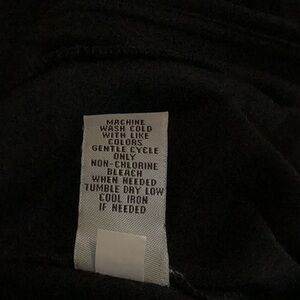 MACHINE
WASH COLD
WITH LIKE
COLORS
GENTLE CYCLE
ONLY
NON-CHLORINE
BLEACH
WHEN NEEDED
TUMBLE DRY LOW
COOL IRON
IF NEEDED